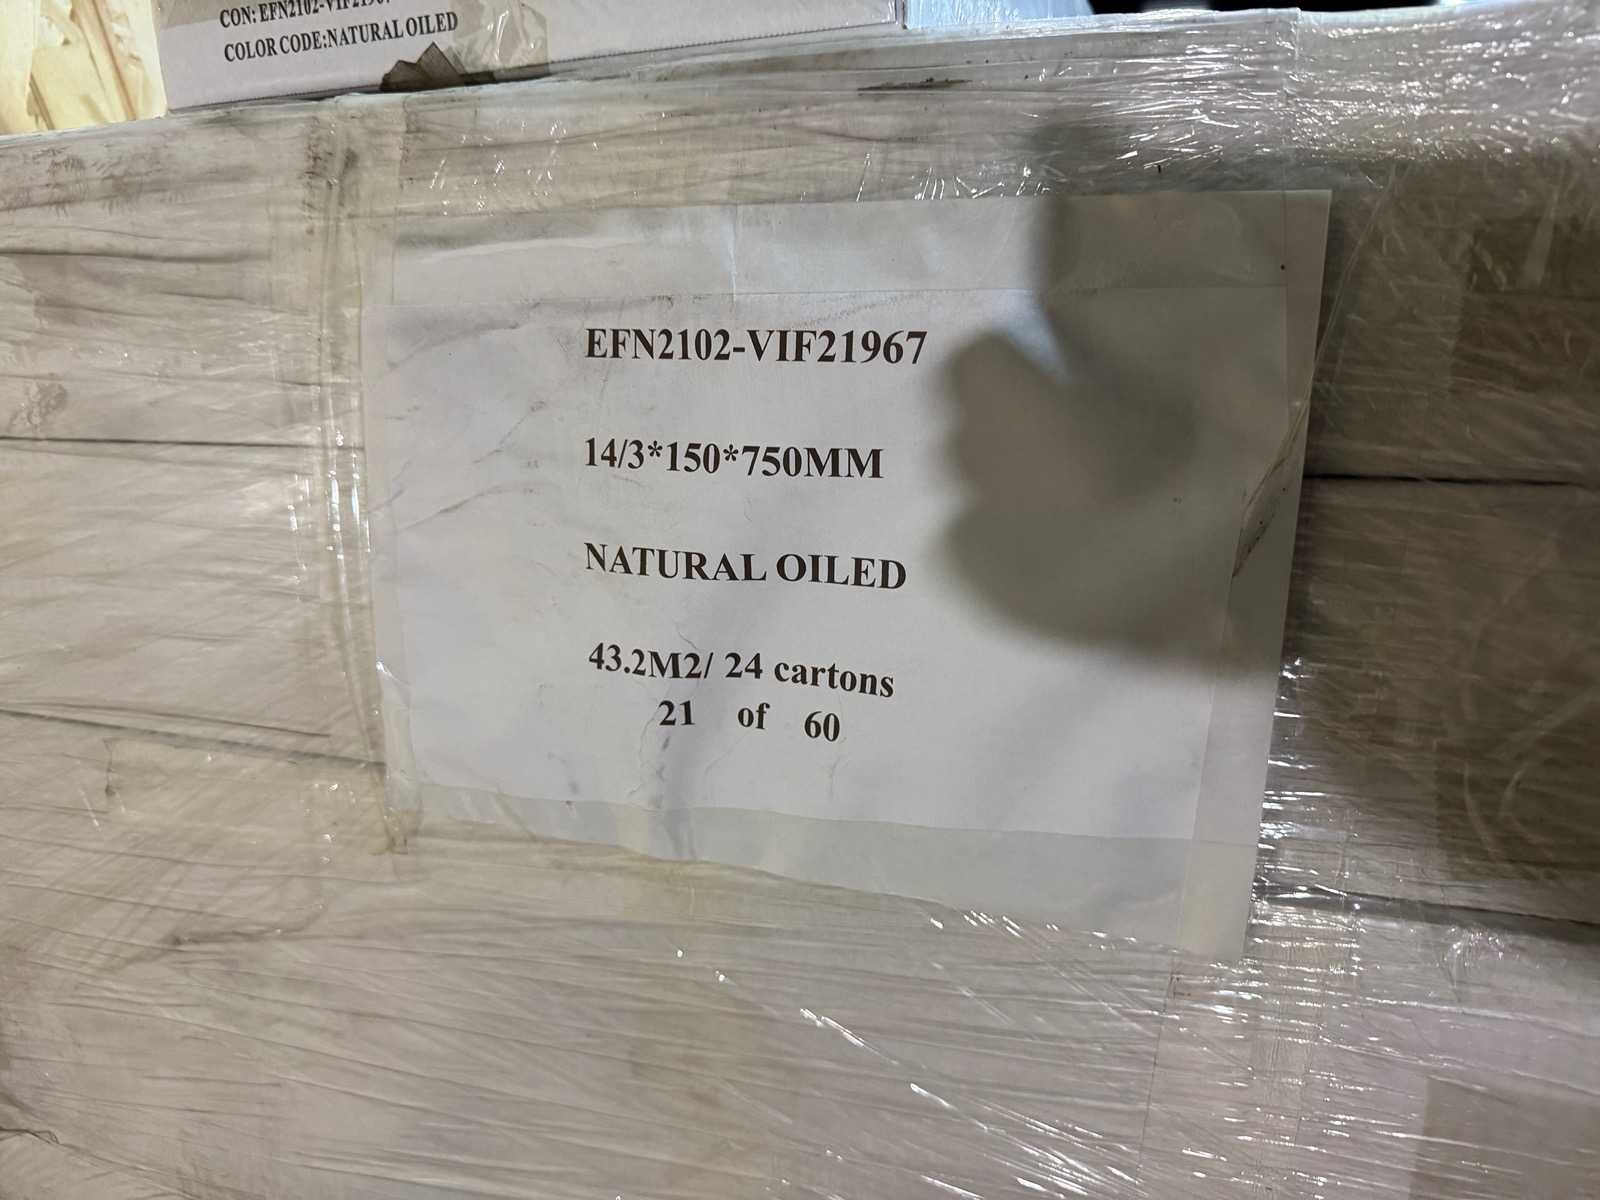 CON: EFN2102-VIF21967
COLOR CODE:NATURAL OILED
EFN2102-VIF21967
14/3*150*750MM
NATURAL OILED
43.2M2/ 24 cartons
21 of 60